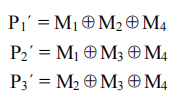 P₁′ = M₁ ⊕ M₂ ⊕ M₄
P₂′ = M₁ ⊕ M₃ ⊕ M₄
P₃′ = M₂ ⊕ M₃ ⊕ M₄